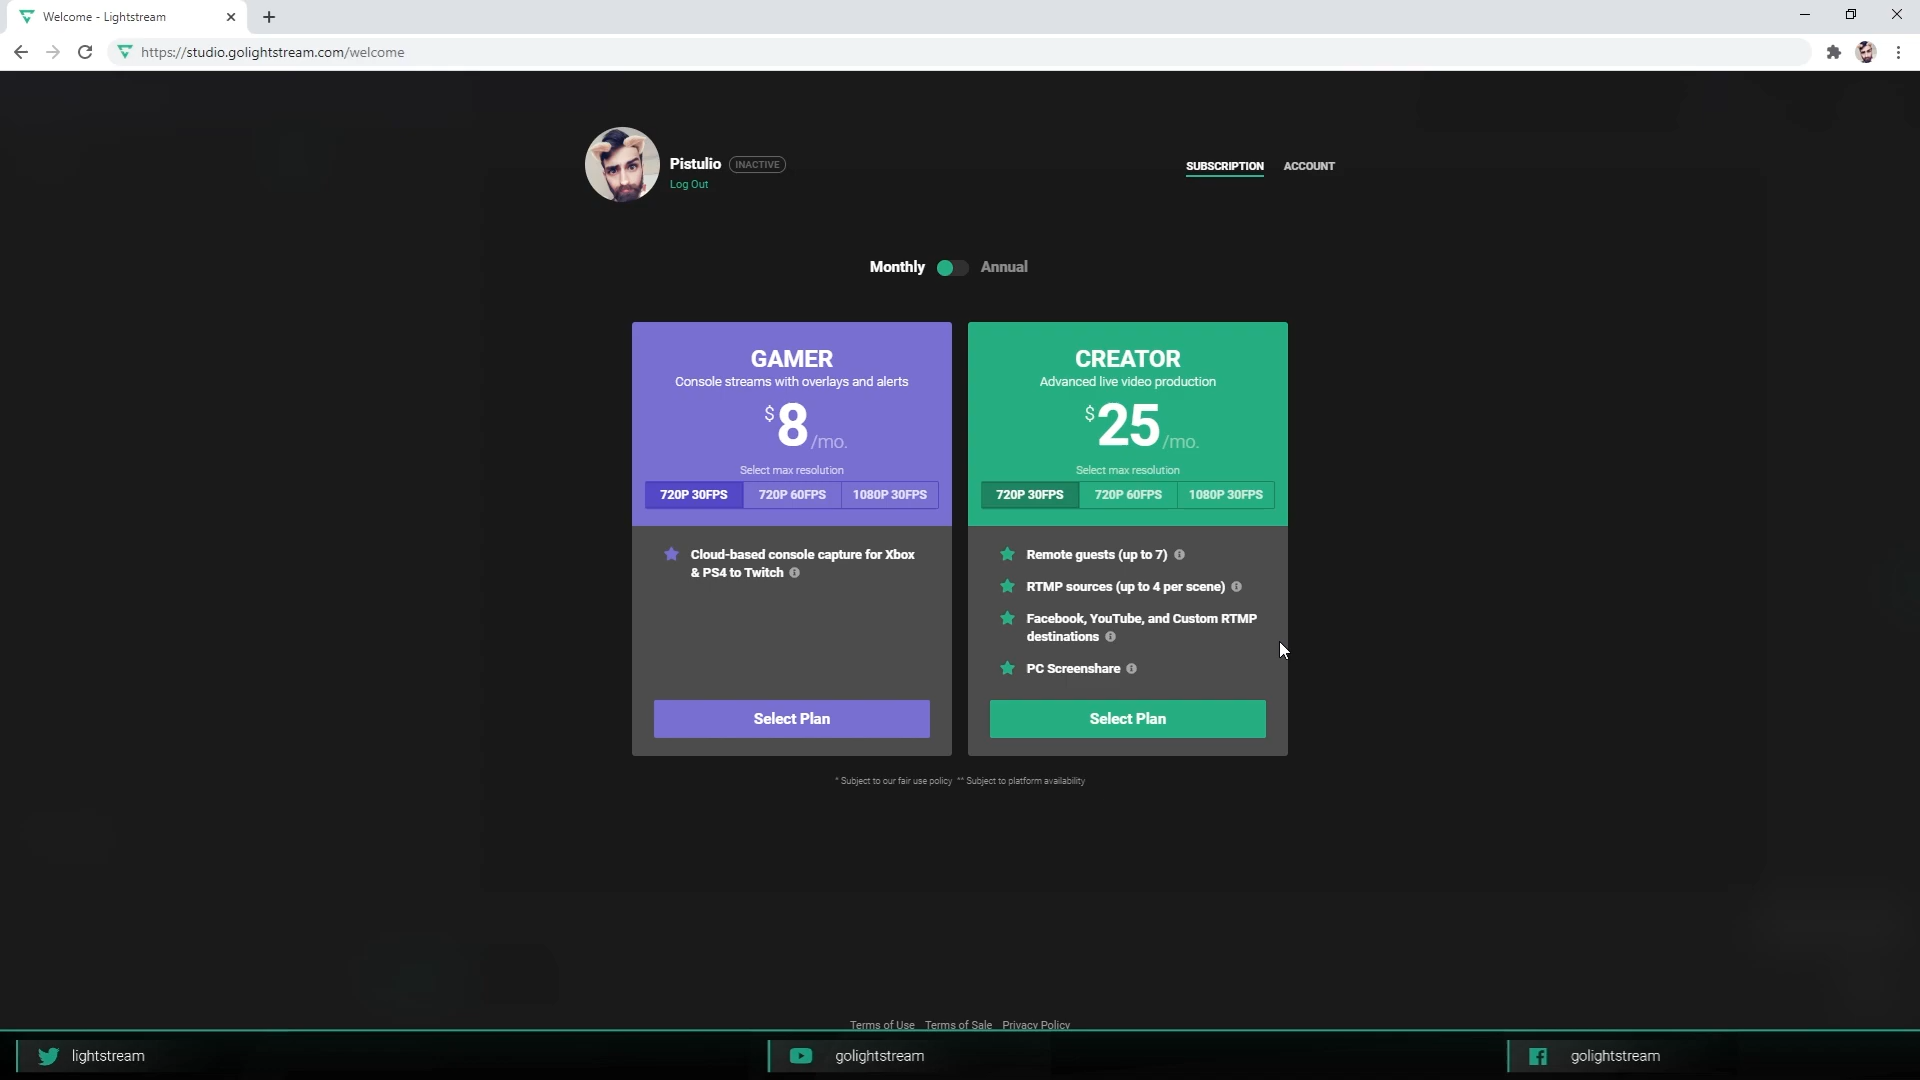 Welcome - Lightstream
https://studio.golightstream.com/welcome
Pistulio INACTIVE
Log Out
SUBSCRIPTION ACCOUNT
Monthly Annual
GAMER
Console streams with overlays and alerts
$8/mo.
Select max resolution
720P 30FPS 720P 60FPS 1080P 30FPS
Cloud-based console capture for Xbox
& PS4 to Twitch
Select Plan
CREATOR
Advanced live video production
$25/mo.
Select max resolution
720P 30FPS 720P 60FPS 1080P 30FPS
Remote guests (up to 7)
RTMP sources (up to 4 per scene)
Facebook, YouTube, and Custom RTMP
destinations
PC Screenshare
Select Plan
* Subject to our fair use policy ** Subject to platform availability
Terms of Use Terms of Sale Privacy Policy
lightstream golightstream golightstream